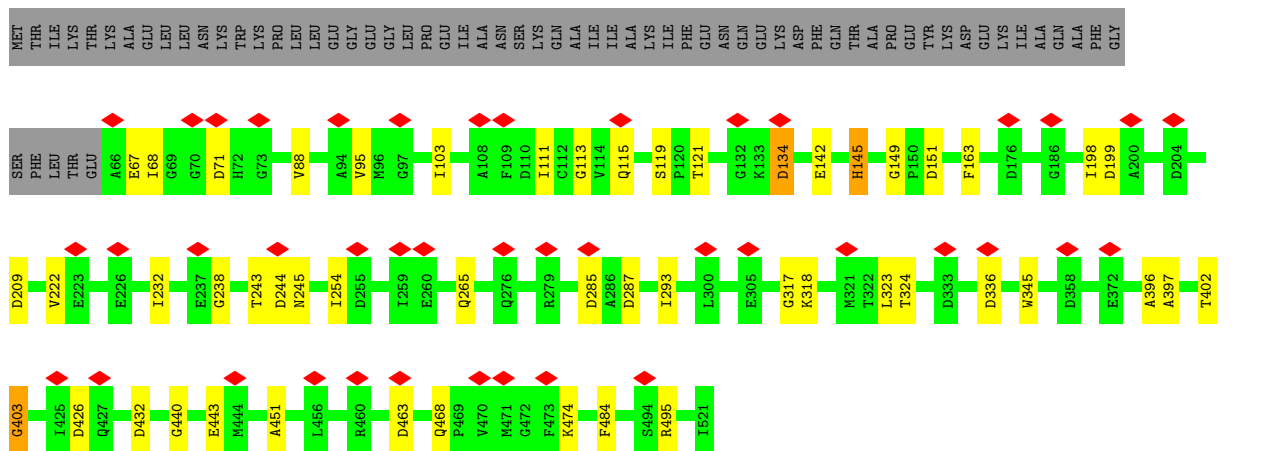 MET THR ILE LYS THR LYS ALA GLU LEU LEU ASN LYS TRP LYS PRO LEU LEU GLU GLY GLU GLY LEU PRO GLU ILE ALA ASN SER LYS GLN ALA ILE ILE ALA LYS ILE PHE GLU ASN GLN GLU LYS ASP PHE GLN THR ALA PRO GLU TYR LYS ASP GLU LYS ILE ALA GLN ALA PHE GLY
SER PHE LEU THR GLU A66 E67 I68 G69 G70 D71 H72 G73 V88 A94 V95 M96 G97 I103 A108 F109 D110 I111 C112 G113 V114 Q115 S119 P120 T121 G132 K133 D134 E142 H145 G149 P150 D151 F163 D176 G186 I198 D199 A200 D204
D209 V222 E223 E226 I232 E237 G238 T243 D244 N245 I254 D255 I259 E260 Q265 Q276 R279 D285 A286 D287 I293 L300 E305 G317 K318 M321 T322 L323 T324 D333 D336 W345 D358 E372 A396 A397 T402
G403 I425 D426 Q427 D432 G440 E443 M444 A451 L456 R460 D463 Q468 P469 V470 M471 G472 F473 K474 F484 S494 R495 I521